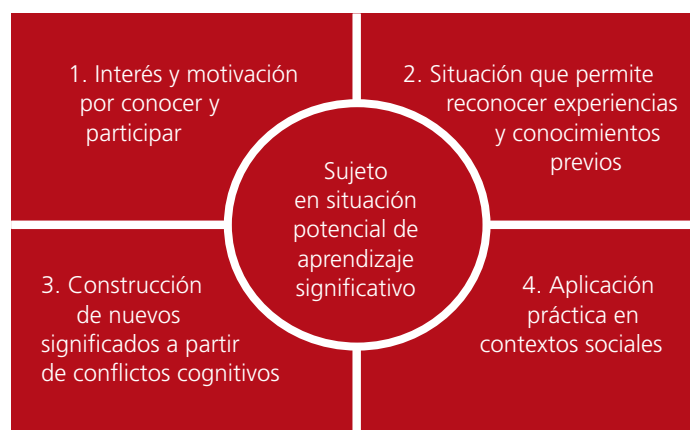 1. Interés y motivación
por conocer y
participar
2. Situación que permite
reconocer experiencias
y conocimientos
previos
Sujeto
en situación
potencial de
aprendizaje
significativo
3. Construcción
de nuevos
significados a partir
de conflictos cognitivos
4. Aplicación
práctica en
contextos sociales